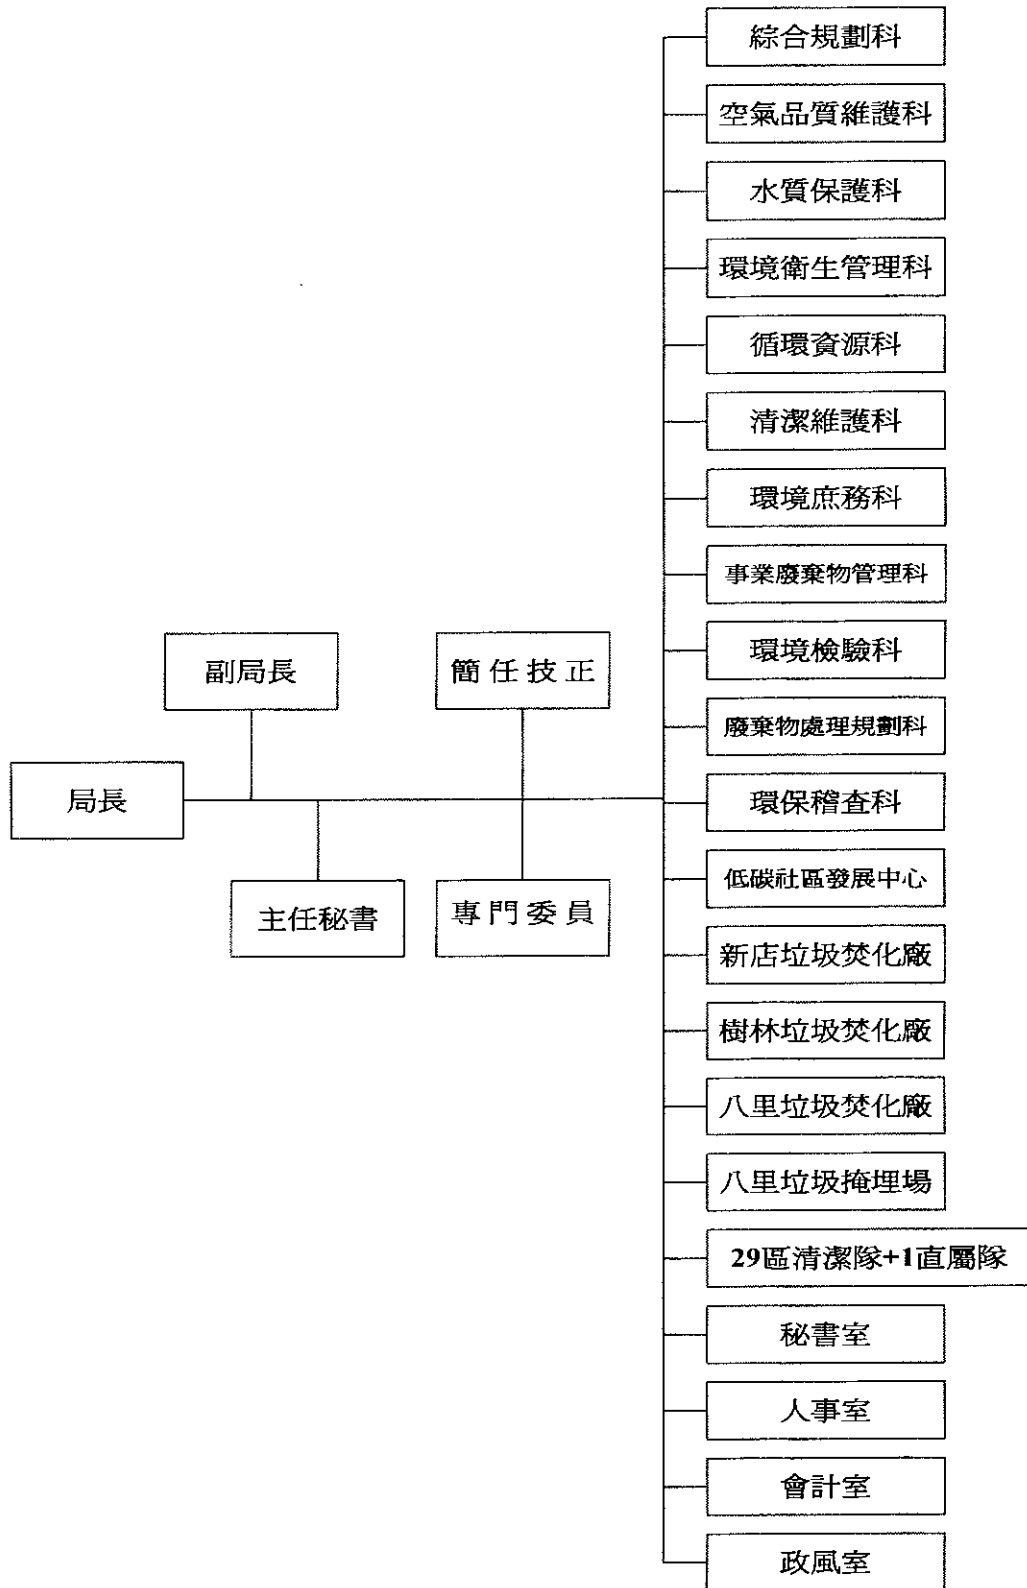 綜合規劃科
空氣品質維護科
水質保護科
環境衛生管理科
循環資源科
清潔維護科
環境庶務科
事業廢棄物管理科
環境檢驗科
廢棄物處理規劃科
環保稽查科
低碳社區發展中心
新店垃圾焚化廠
樹林垃圾焚化廠
八里垃圾焚化廠
八里垃圾掩埋場
29區清潔隊+1直屬隊
秘書室
人事室
會計室
政風室
副局長
簡任技正
局長
主任秘書
專門委員